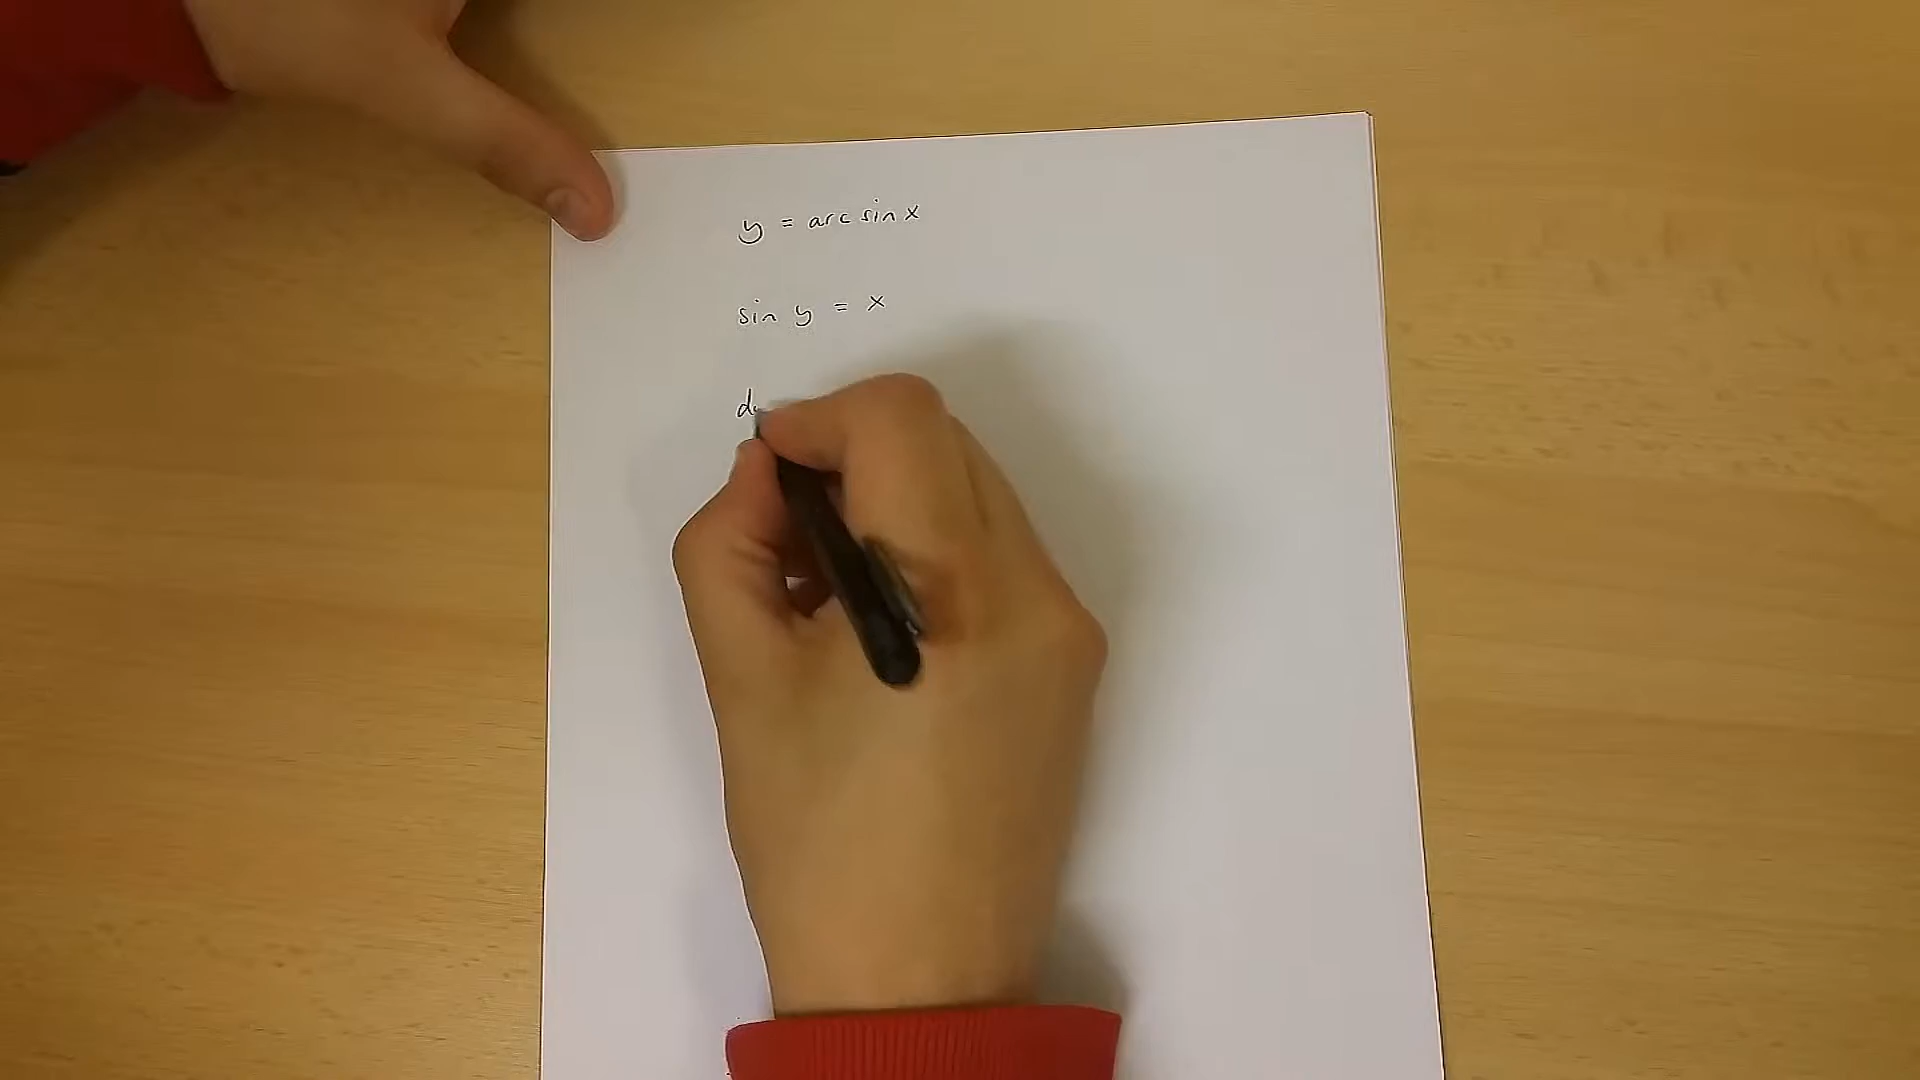 y = arc sin x
sin y = x
d